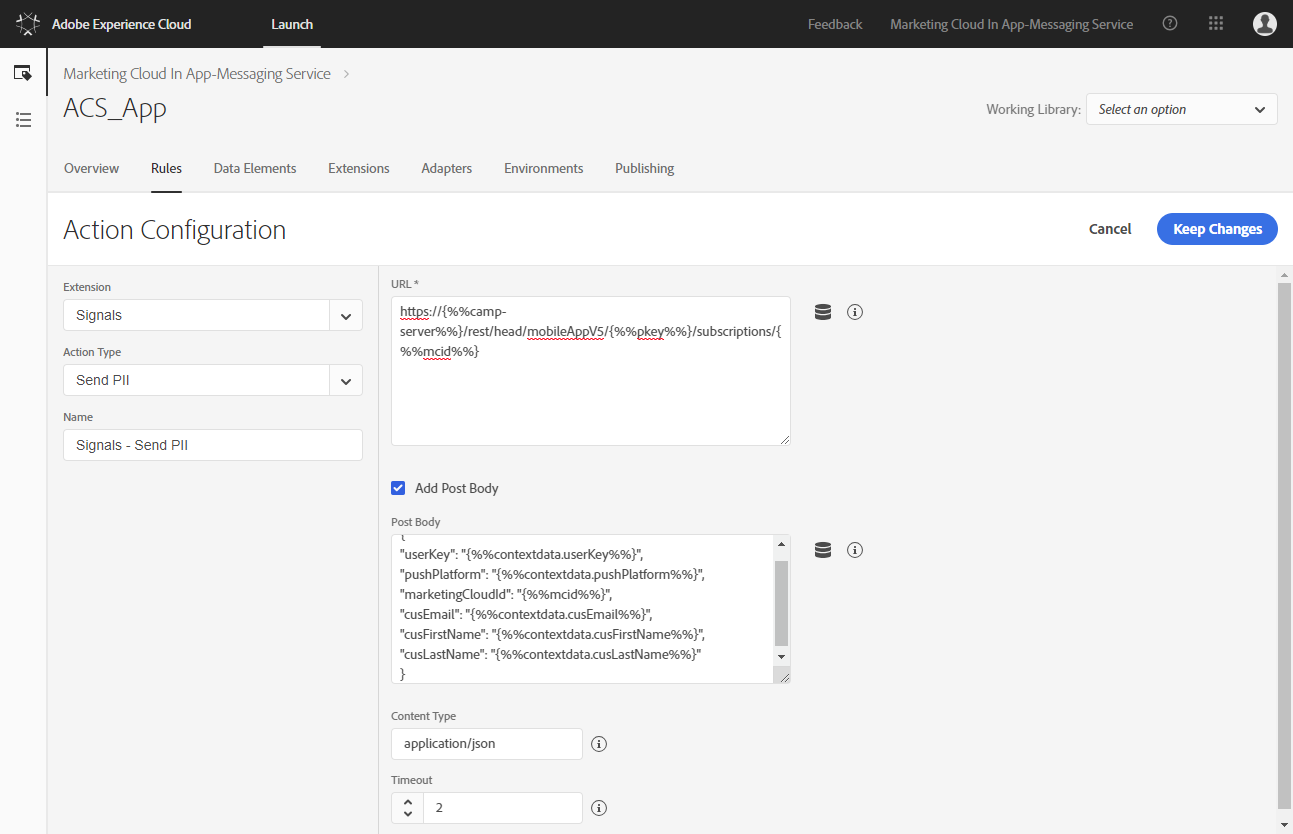 Adobe Experience Cloud
Launch
Feedback
Marketing Cloud In App-Messaging Service
Marketing Cloud In App-Messaging Service
ACS_App
Working Library:
Select an option
Overview
Rules
Data Elements
Extensions
Adapters
Environments
Publishing
Action Configuration
Cancel
Keep Changes
Extension
Signals
Action Type
Send PII
Name
Signals - Send PII
URL *
https://{%%camp-
server%%}/rest/head/mobileAppV5/{%%pkey%%}/subscriptions/{
%%mcid%%}
Add Post Body
Post Body
{
"userKey": "{%%contextdata.userKey%%}",
"pushPlatform": "{%%contextdata.pushPlatform%%}",
"marketingCloudId": "{%%mcid%%}",
"cusEmail": "{%%contextdata.cusEmail%%}",
"cusFirstName": "{%%contextdata.cusFirstName%%}",
"cusLastName": "{%%contextdata.cusLastName%%}"
}
Content Type
application/json
Timeout
2